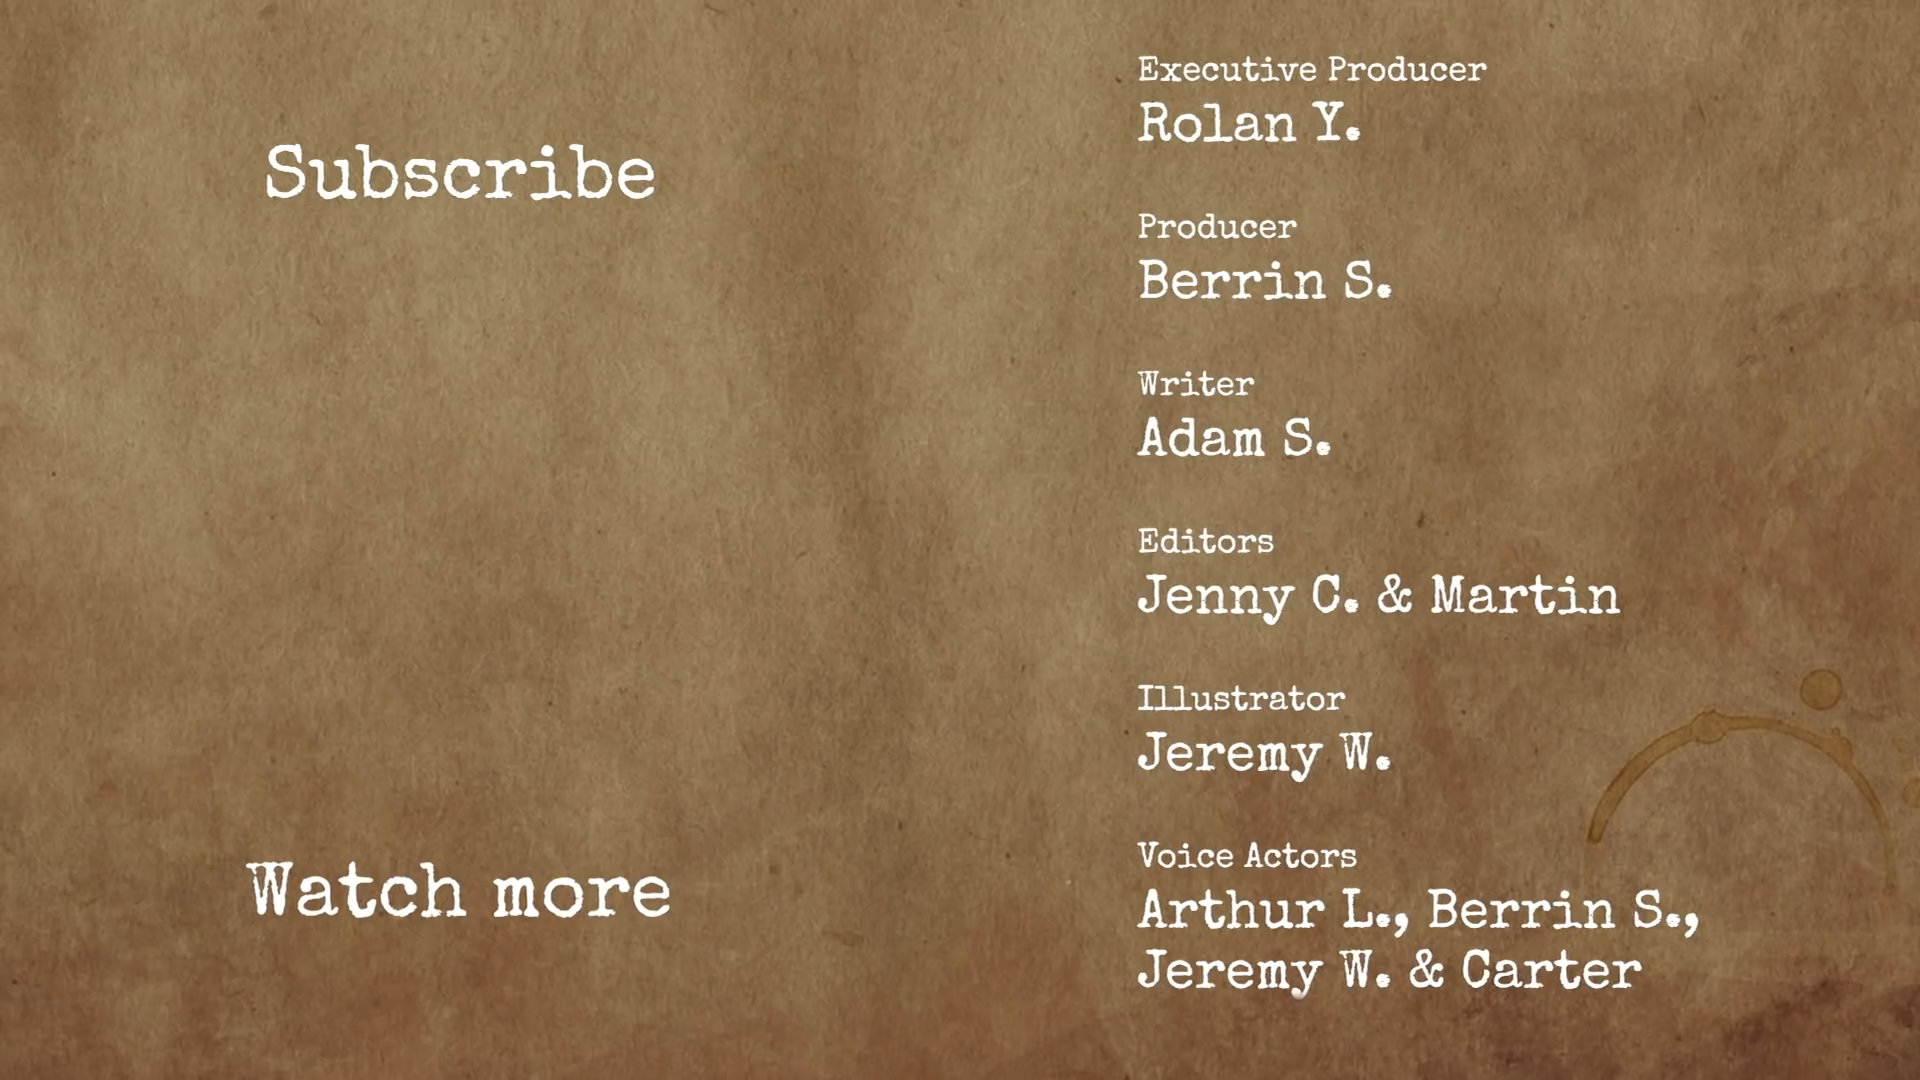 Subscribe
Watch more
Executive Producer
Rolan Y.
Producer
Berrin S.
Writer
Adam S.
Editors
Jenny C. & Martin
Illustrator
Jeremy W.
Voice Actors
Arthur L., Berrin S.,
Jeremy W. & Carter